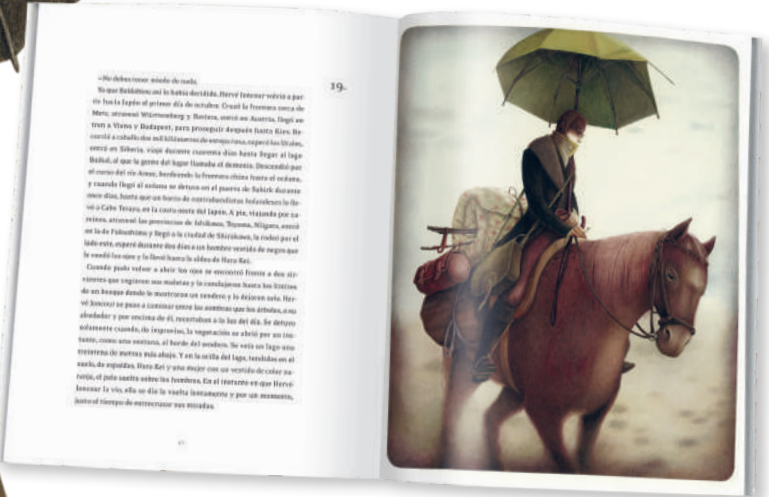 —No debes tener miedo de nada.
Ya que Baldabiou así lo había decidido, Hervé Joncour volvió a par-
tir hacia Japón el primer día de octubre. Cruzó la frontera cerca de
Metz, atravesó Württemberg y Baviera, entró en Austria, llegó en
tren a Viena y Budapest, para proseguir después hasta Kiev. Re-
corrió a caballo dos mil kilómetros de estepa rusa, superó los Urales,
entró en Siberia, viajó durante cuarenta días hasta llegar al lago
Baikal, al que la gente del lugar llamaba el demonio. Descendió por
el curso del río Amur, bordeando la frontera china hasta el océano,
y cuando llegó al océano se detuvo en el puerto de Sabirk durante
once días, hasta que un barco de contrabandistas holandeses lo lle-
vó a Cabo Teraya, en la costa oeste del Japón. A pie, viajando por ca-
minos, atravesó las provincias de Ishikawa, Toyama, Niigata, entró
en la de Fukushima y llegó a la ciudad de Shirakawa, la rodeó por el
lado este, esperó durante dos días a un hombre vestido de negro que
le vendó los ojos y lo llevó hasta la aldea de Hara Kei.
Cuando pudo volver a abrir los ojos se encontró frente a dos sir-
vientes que cogieron sus maletas y lo condujeron hasta los límites
de un bosque donde le mostraron un sendero y lo dejaron solo. Her-
vé Joncour se puso a caminar entre las sombras que los árboles, a su
alrededor y por encima de él, recortaban a la luz del día. Se detuvo
solamente cuando, de improviso, la vegetación se abrió por un ins-
tante, como una ventana, al borde del sendero. Se veía un lago una
treintena de metros más abajo. Y en la orilla del lago, tendidos en el
suelo, de espaldas, Hara Kei y una mujer con un vestido de color na-
ranja, el pelo suelto sobre los hombros. En el instante en que Hervé
Joncour la vio, ella se dio la vuelta lentamente y por un momento,
justo el tiempo de entrecruzar sus miradas.
19.